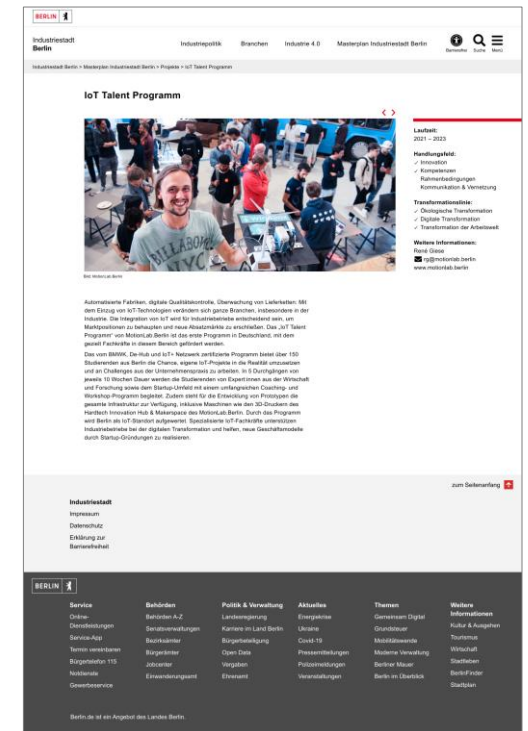 BERLIN
Industriestadt
Berlin
Industriepolitik Branchen Industrie 4.0 Masterplan Industriestadt Berlin
Barrierefrei Suche Menü
Industriestadt Berlin > Masterplan Industriestadt Berlin > Projekte > IoT Talent Programm
IoT Talent Programm
Bild: MotionLab.Berlin
Laufzeit:
2021 – 2023
Handlungsfeld:
✓ Innovation
✓ Kompetenzen
Rahmenbedingungen
Kommunikation & Vernetzung
Transformationslinie:
✓ Ökologische Transformation
✓ Digitale Transformation
✓ Transformation der Arbeitswelt
Weitere Informationen:
René Giese
rg@motionlab.berlin
www.motionlab.berlin
Automatisierte Fabriken, digitale Qualitätskontrolle, Überwachung von Lieferketten: Mit
dem Einzug von IoT-Technologien verändern sich ganze Branchen, insbesondere in der
Industrie. Die Integration von IoT wird für Industriebetriebe entscheidend sein, um
Marktpositionen zu behaupten und neue Absatzmärkte zu erschließen. Das „IoT Talent
Programm" von MotionLab.Berlin ist das erste Programm in Deutschland, mit dem
gezielt Fachkräfte in diesem Bereich gefördert werden.
Das vom BMWK, De-Hub und IoT+ Netzwerk zertifizierte Programm bietet über 150
Studierenden aus Berlin die Chance, eigene IoT-Projekte in die Realität umzusetzen
und an Challenges aus der Unternehmenspraxis zu arbeiten. In 5 Durchgängen von
jeweils 10 Wochen Dauer werden die Studierenden von Expert:innen aus der Wirtschaft
und Forschung sowie dem Startup-Umfeld mit einem umfangreichen Coaching- und
Workshop-Programm begleitet. Zudem steht für die Entwicklung von Prototypen die
gesamte Infrastruktur zur Verfügung, inklusive Maschinen wie den 3D-Druckern des
Hardtech Innovation Hub & Makerspace des MotionLab.Berlin. Durch das Programm
wird Berlin als IoT-Standort aufgewertet. Spezialisierte IoT-Fachkräfte unterstützen
Industriebetriebe bei der digitalen Transformation und helfen, neue Geschäftsmodelle
durch Startup-Gründungen zu realisieren.
zum Seitenanfang
Industriestadt
Impressum
Datenschutz
Erklärung zur
Barrierefreiheit
BERLIN
Service
Online-
Dienstleistungen
Service-App
Termin vereinbaren
Bürgertelefon 115
Notdienste
Gewerbeservice
Behörden
Behörden A-Z
Senatsverwaltungen
Bezirksämter
Bürgerämter
Jobcenter
Einwanderungsamt
Politik & Verwaltung
Landesregierung
Karriere im Land Berlin
Bürgerbeteiligung
Open Data
Vergaben
Ehrenamt
Aktuelles
Energiekrise
Ukraine
Covid-19
Pressemitteilungen
Polizeimeldungen
Veranstaltungen
Themen
Gemeinsam Digital
Grundsteuer
Mobilitätswende
Moderne Verwaltung
Berliner Mauer
Berlin im Überblick
Weitere
Informationen
Kultur & Ausgehen
Tourismus
Wirtschaft
Stadtleben
BerlinFinder
Stadtplan
Berlin.de ist ein Angebot des Landes Berlin.